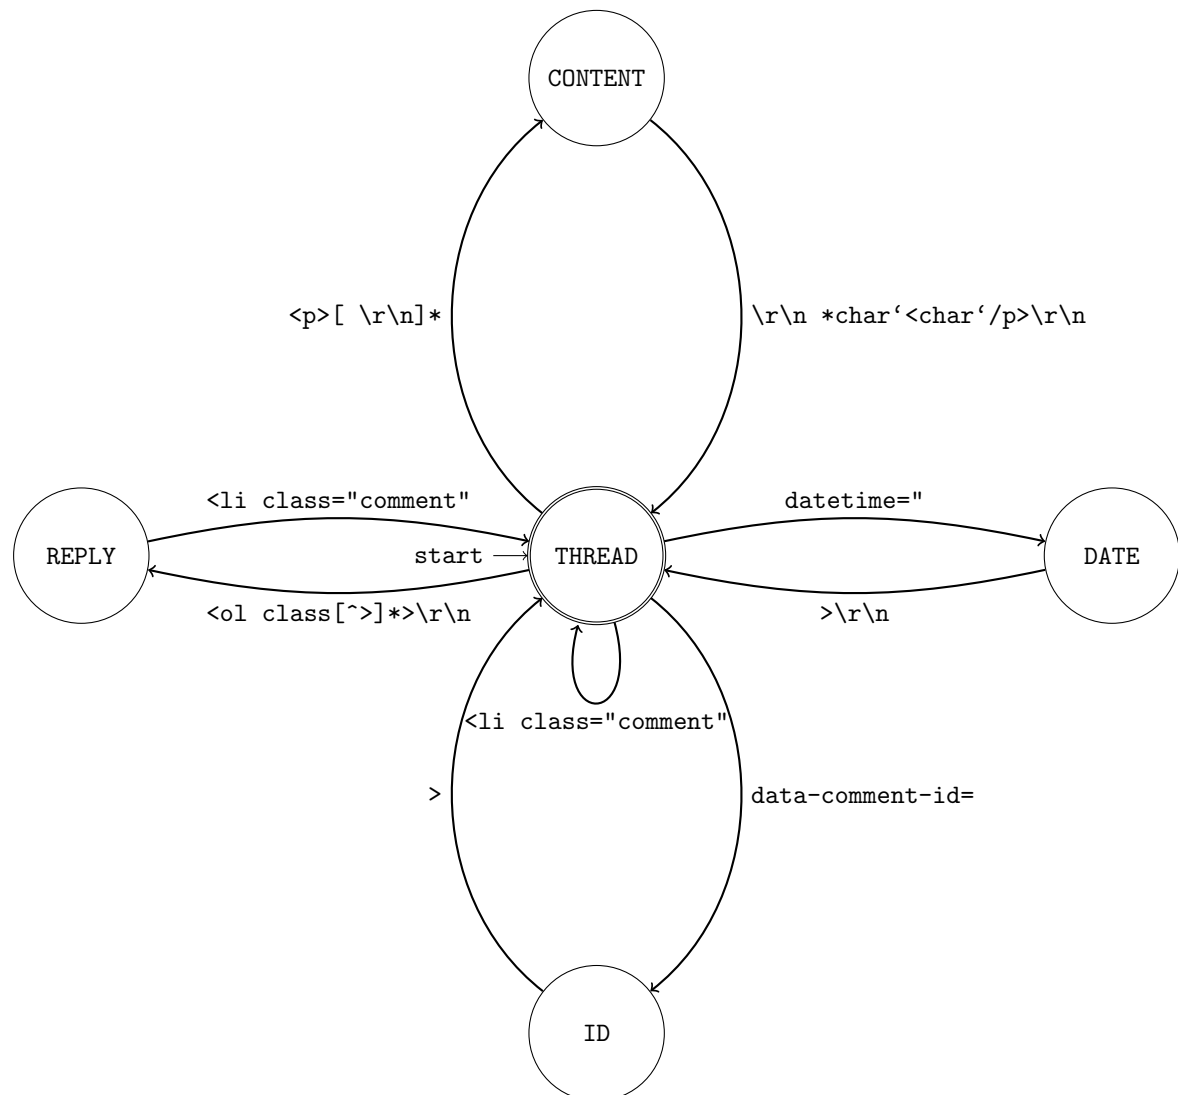 CONTENT
<p>[ \r\n]*
\r\n *char‘<char‘/p>\r\n
<li class="comment"
datetime="
REPLY
start
THREAD
DATE
<ol class[^>]*>\r\n
>\r\n
<li class="comment"
>
data-comment-id=
ID